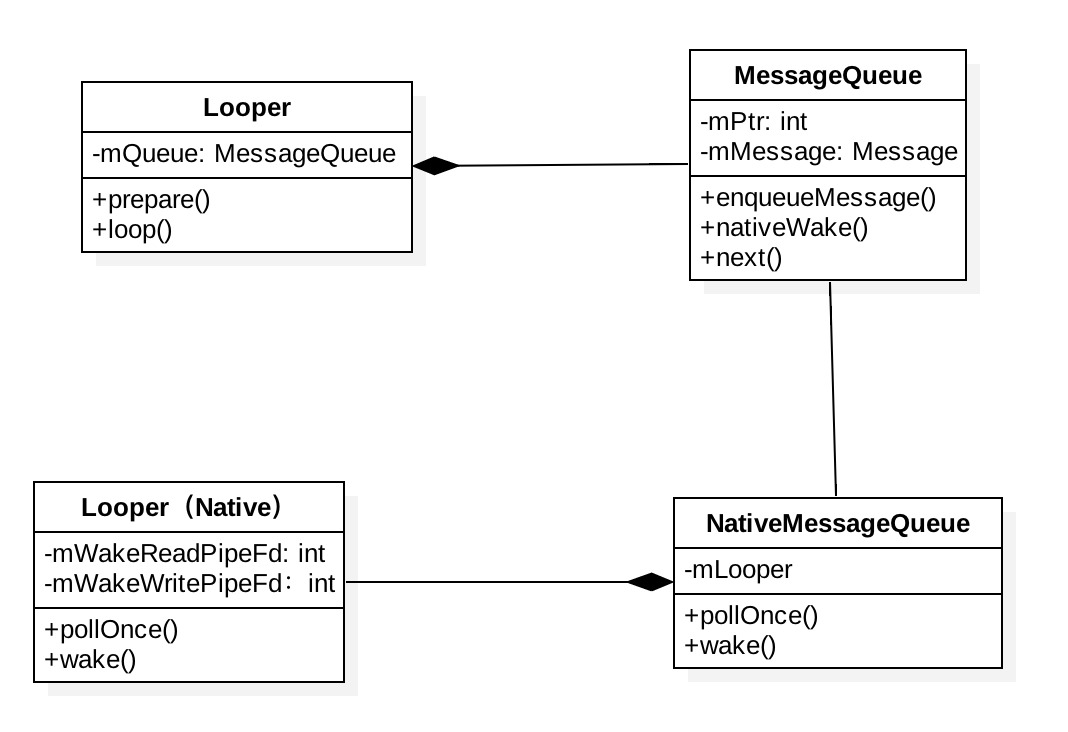 Looper
-mQueue: MessageQueue
+prepare()
+loop()
MessageQueue
-mPtr: int
-mMessage: Message
+enqueueMessage()
+nativeWake()
+next()
Looper（Native）
-mWakeReadPipeFd: int
-mWakeWritePipeFd：int
+pollOnce()
+wake()
NativeMessageQueue
-mLooper
+pollOnce()
+wake()